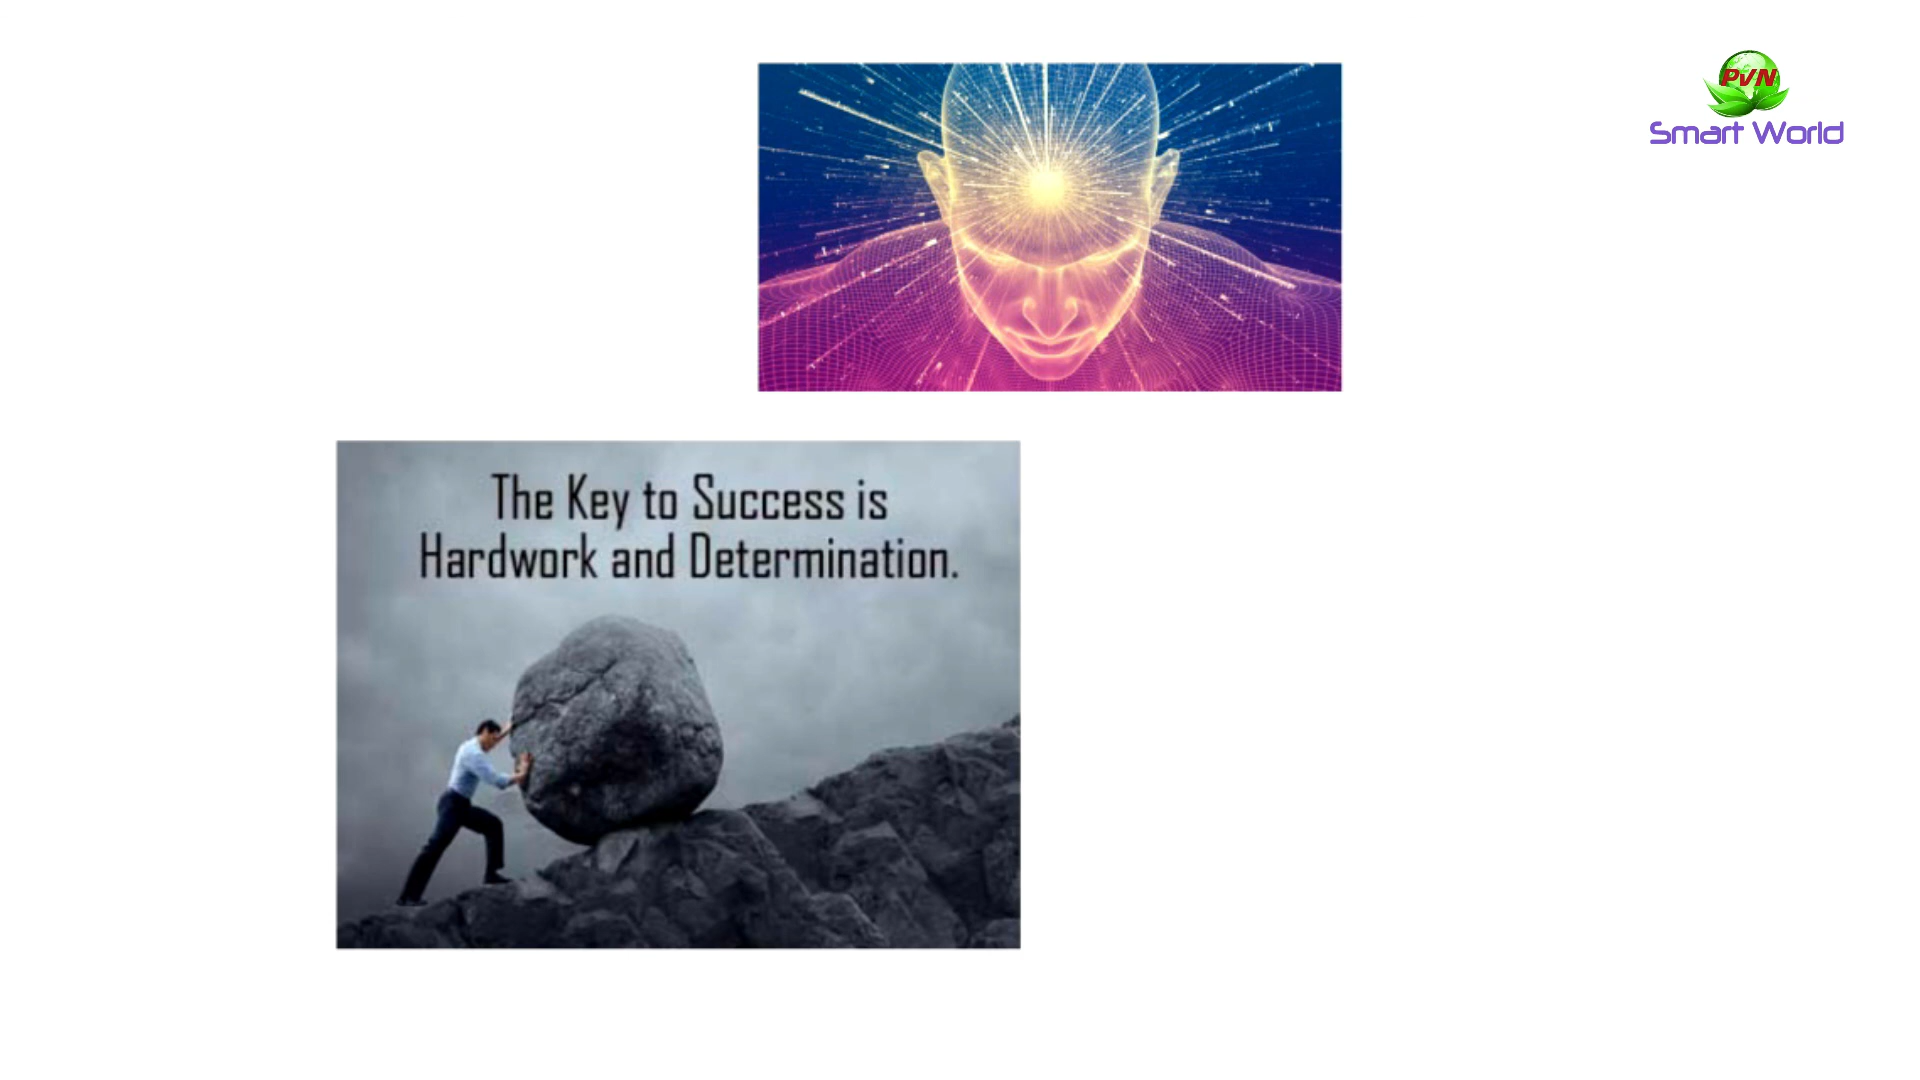 PVN
Smart World
The Key to Success is
Hardwork and Determination.